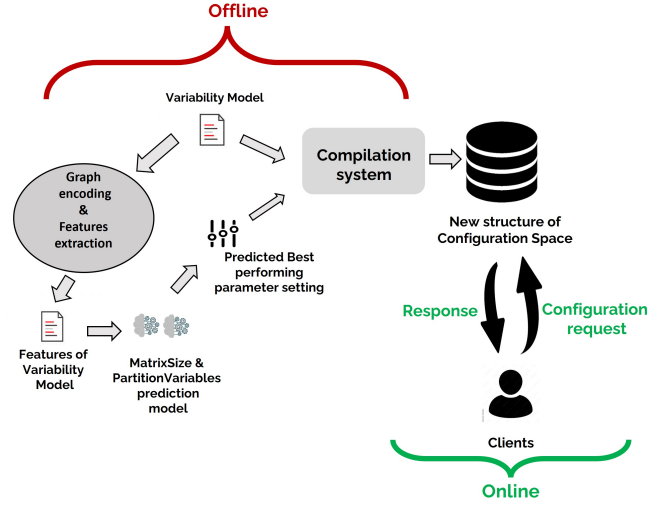 Offline
Variability Model
Graph
encoding
&
Features
extraction
Compilation
system
New structure of
Configuration Space
Predicted Best
performing
parameter setting
Features of
Variability
Model
MatrixSize &
PartitionVariables
prediction
model
Response
Configuration
request
Clients
Online